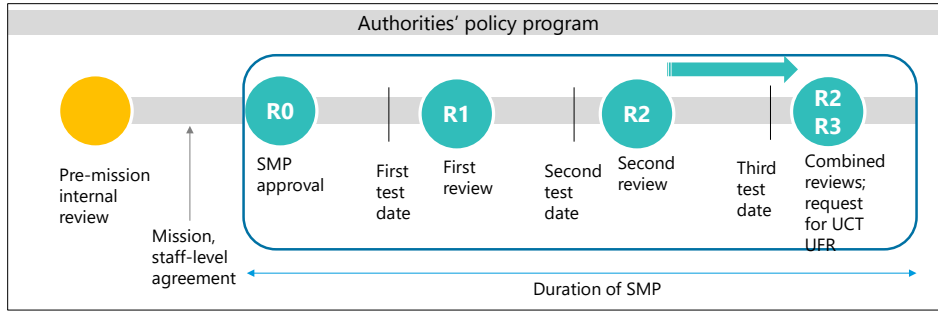 Authorities' policy program
R0
R1
R2
R2
R3
Pre-mission
internal
review
Mission,
staff-level
agreement
SMP
approval
First
test
date
First
review
Second
test
date
Second
review
Third
test
date
Combined
reviews;
request
for UCT
UFR
Duration of SMP